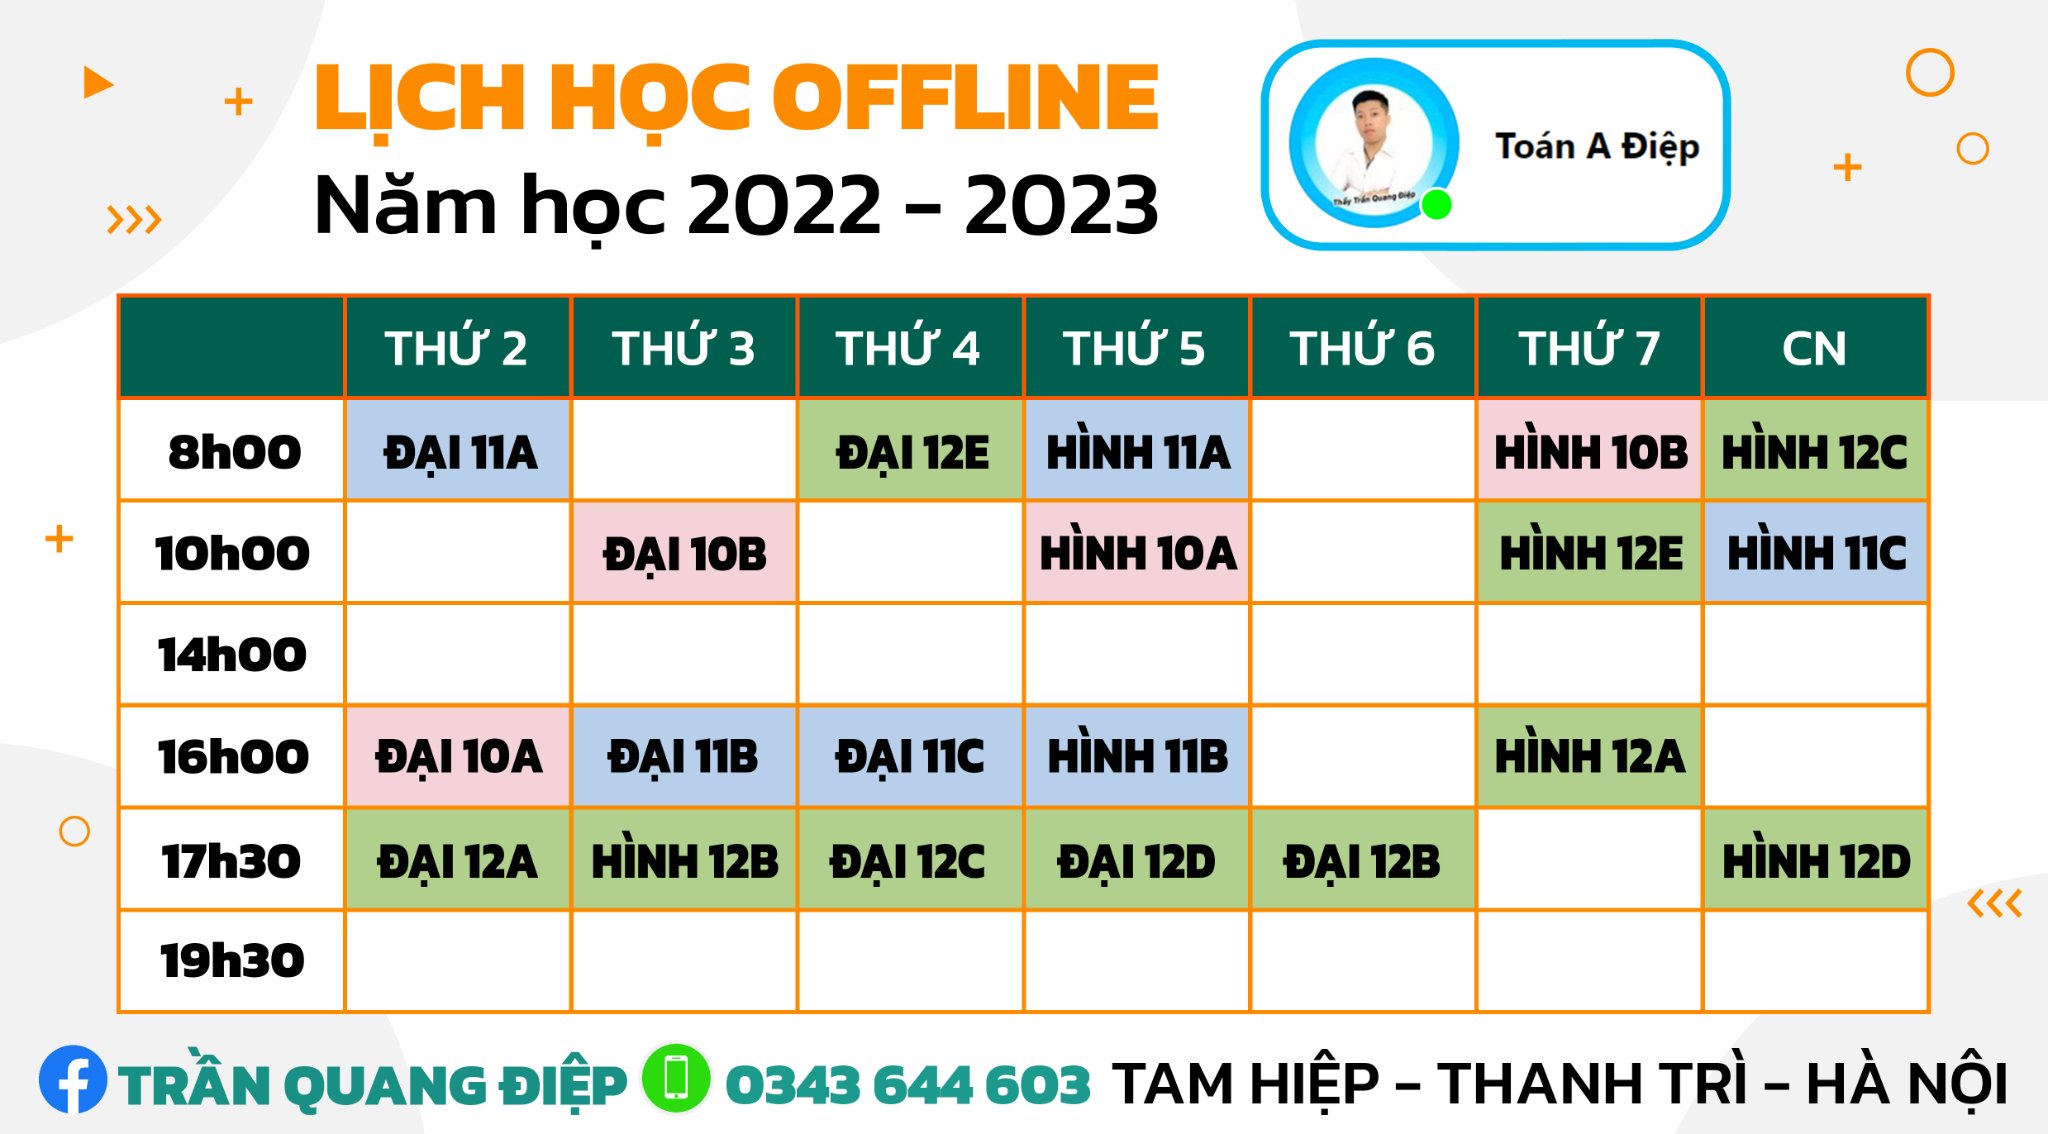 LỊCH HỌC OFFLINE
Năm học 2022 - 2023
Thầy Trần Quang Điệp
Toán A Điệp
THỨ 2 THỨ 3 THỨ 4 THỨ 5 THỨ 6 THỨ 7 CN
8h00 ĐẠI 11A ĐẠI 12E HÌNH 11A HÌNH 10B HÌNH 12C
10h00 ĐẠI 10B HÌNH 10A HÌNH 12E HÌNH 11C
14h00
16h00 ĐẠI 10A ĐẠI 11B ĐẠI 11C HÌNH 11B HÌNH 12A
17h30 ĐẠI 12A HÌNH 12B ĐẠI 12C ĐẠI 12D ĐẠI 12B HÌNH 12D
19h30
TRẦN QUANG ĐIỆP 0343 644 603 TAM HIỆP - THANH TRÌ - HÀ NỘI